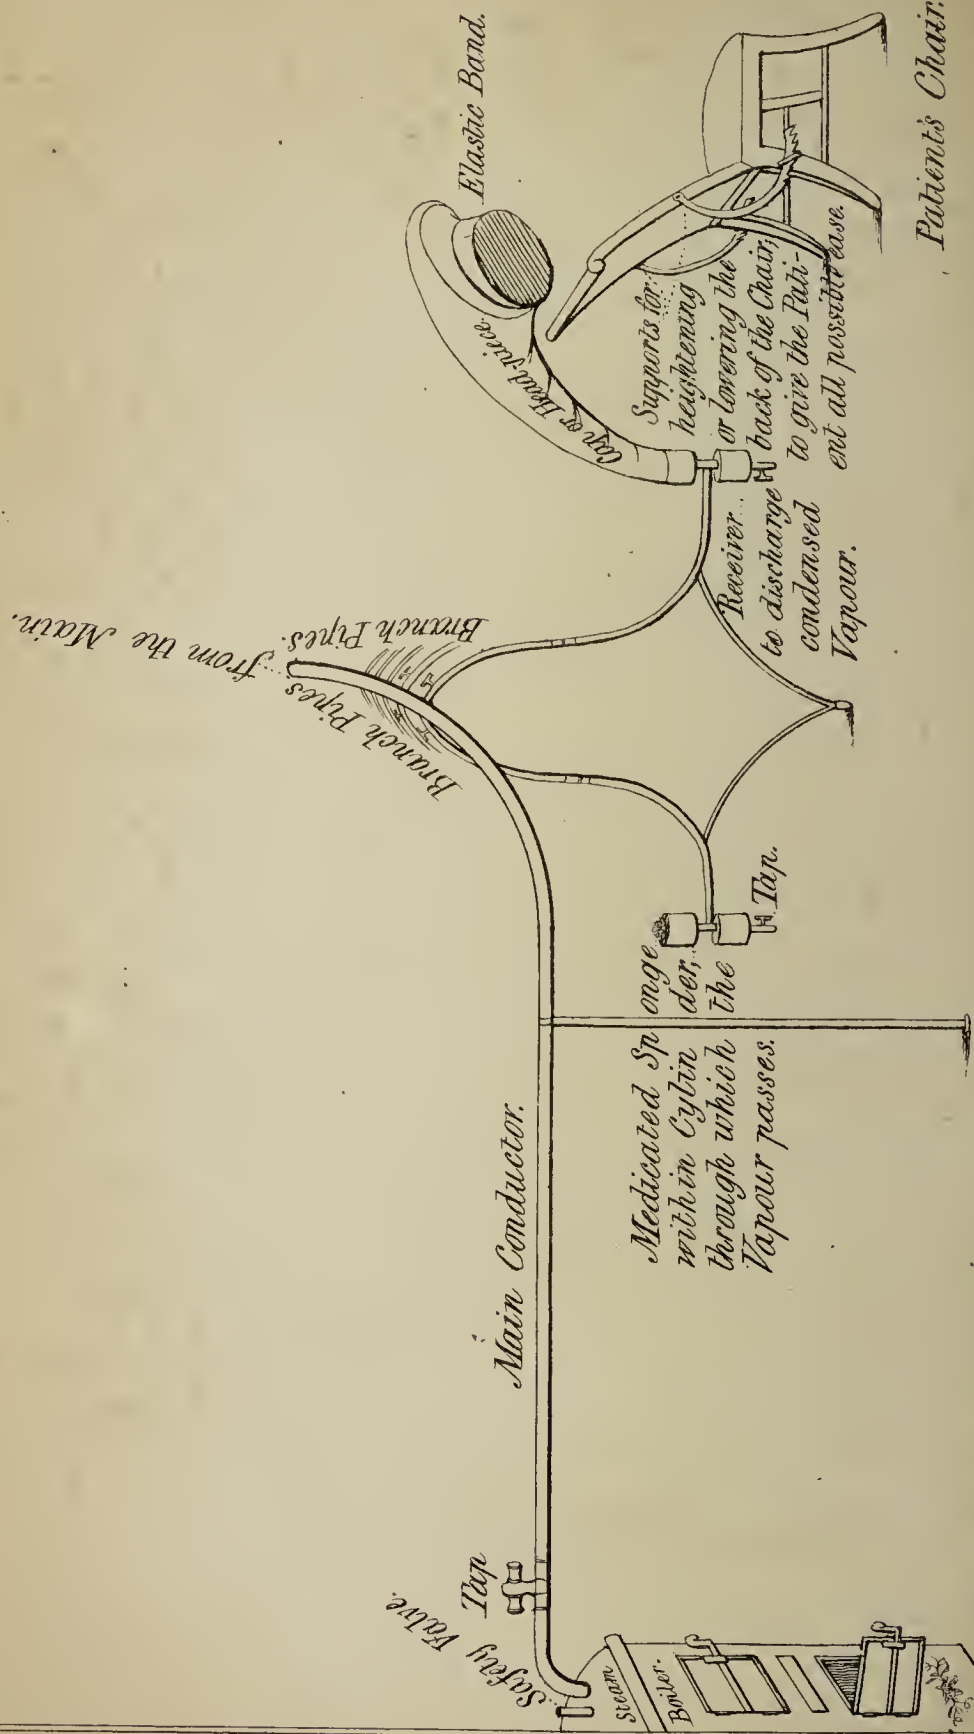 Safety Valve.
Tap
Steam
Boiler.
Main Conductor.
Medicated Sponge
within Cylinder,
through which the
Vapour passes.
Tap.
Branch Pipes
from the Main.
Branch Pipes.
Cap or Head-piece.
Elastic Band.
Receiver
to discharge
condensed
Vapour.
Supports for
heightening
or lowering the
back of the Chair,
to give the Pati-
ent all possible ease.
Patient's Chair.